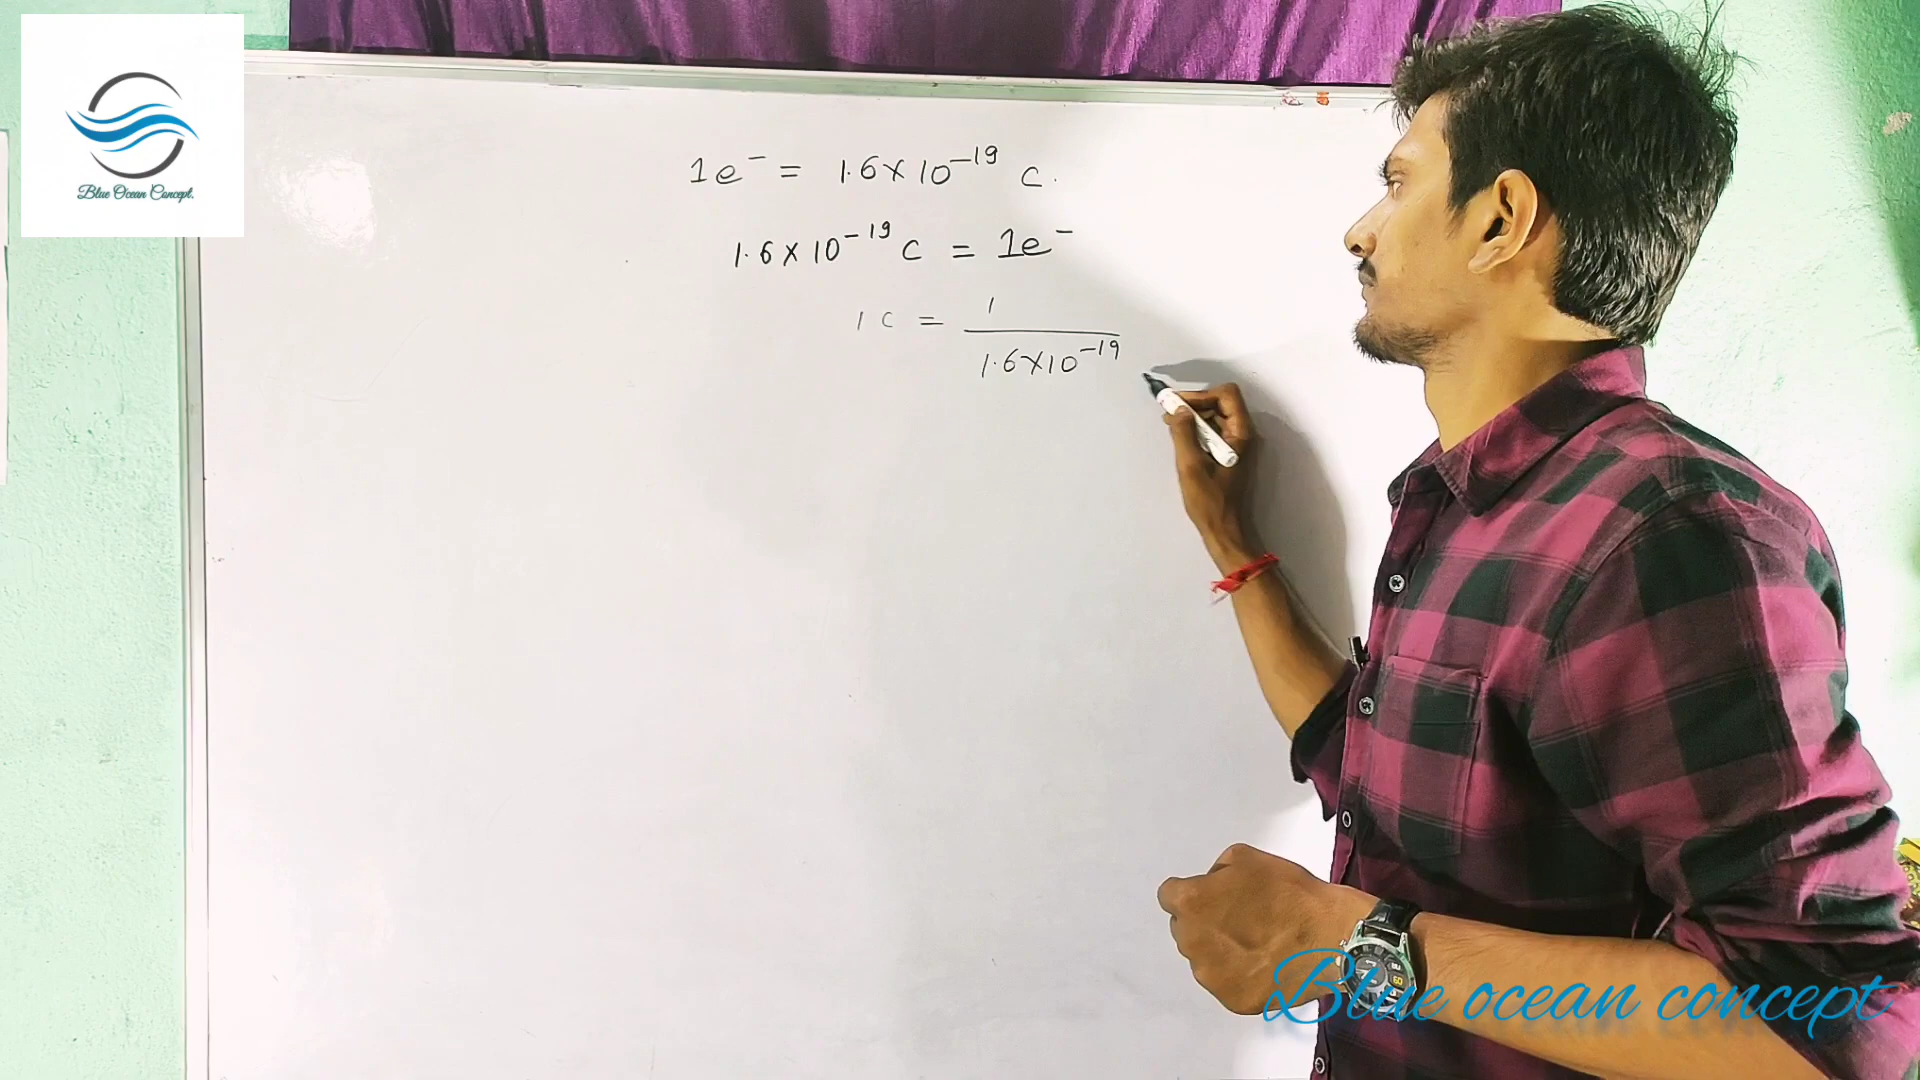 Blue Ocean Concept.
1e⁻ = 1.6×10⁻¹⁹ C.
1.6×10⁻¹⁹ C = 1e⁻
1 C = 1 / 1.6×10⁻¹⁹
Blue ocean concept